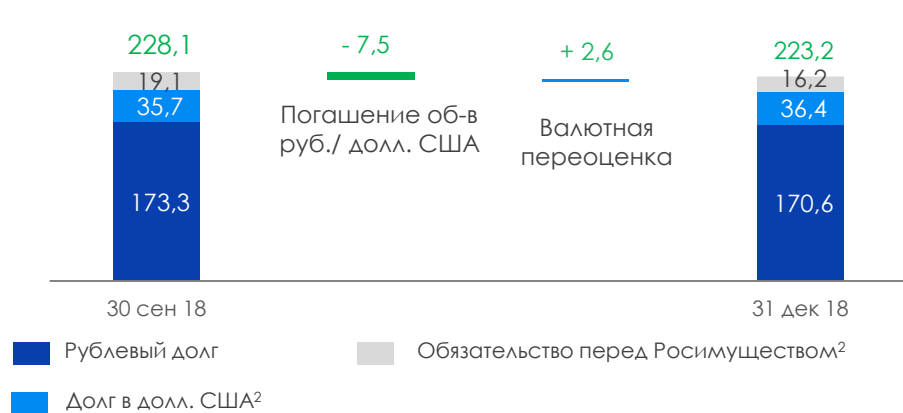 228,1
- 7,5
+ 2,6
223,2
19,1
16,2
35,7
36,4
Погашение об-в
руб./ долл. США
Валютная
переоценка
173,3
170,6
30 сен 18
31 дек 18
Рублевый долг
Обязательство перед Росимуществом²
Долг в долл. США²